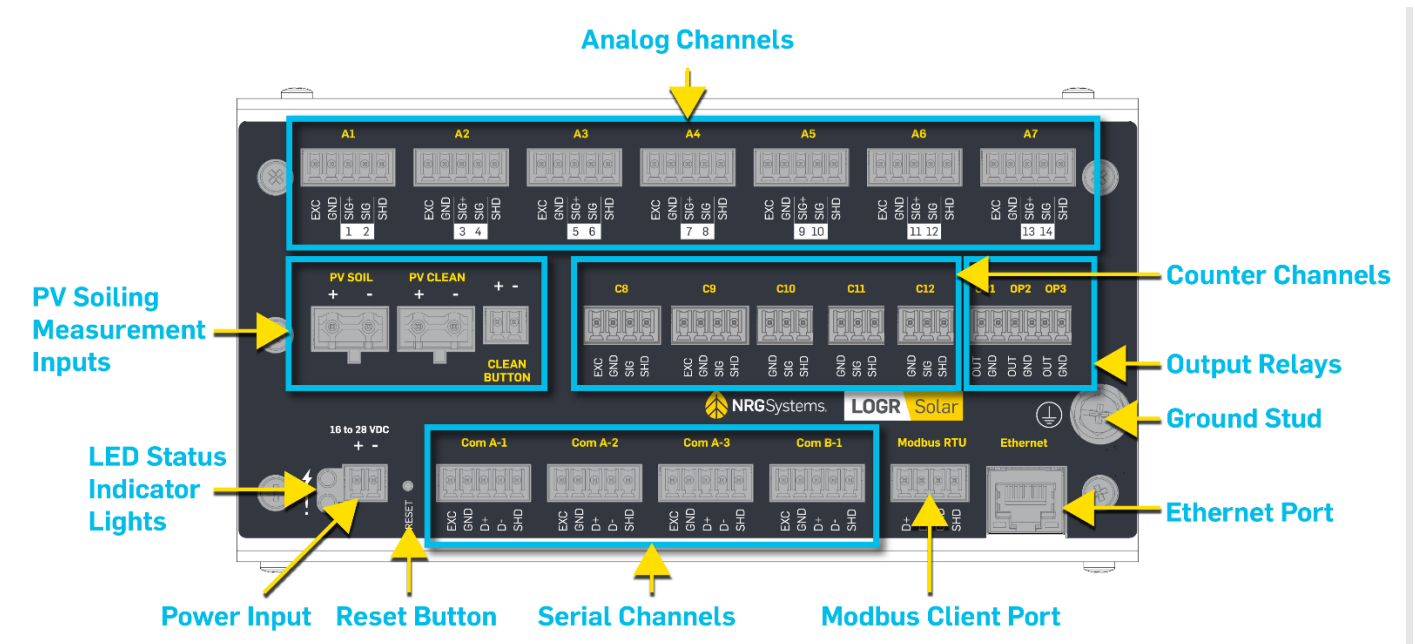 Analog Channels
A1 A2 A3 A4 A5 A6 A7
EXC GND SIG+ SIG SHD EXC GND SIG+ SIG SHD EXC GND SIG+ SIG SHD EXC GND SIG+ SIG SHD EXC GND SIG+ SIG SHD EXC GND SIG+ SIG SHD EXC GND SIG+ SIG SHD
1 2 3 4 5 6 7 8 9 10 11 12 13 14
PV Soiling
Measurement
Inputs
PV SOIL PV CLEAN
+ - + - + -
CLEAN
BUTTON
C8 C9 C10 C11 C12
EXC GND SIG SHD EXC GND SIG SHD GND SIG SHD GND SIG SHD GND SIG SHD
Counter Channels
OP2 OP3
OUT GND OUT GND OUT GND
Output Relays
NRGSystems. LOGR Solar
Ground Stud
16 to 28 VDC
+ -
LED Status
Indicator
Lights
!
RESET
Com A-1 Com A-2 Com A-3 Com B-1 Modbus RTU Ethernet
EXC GND D+ D- SHD EXC GND D+ D- SHD EXC GND D+ D- SHD EXC GND D+ D- SHD D+ SHD
Ethernet Port
Power Input Reset Button Serial Channels Modbus Client Port